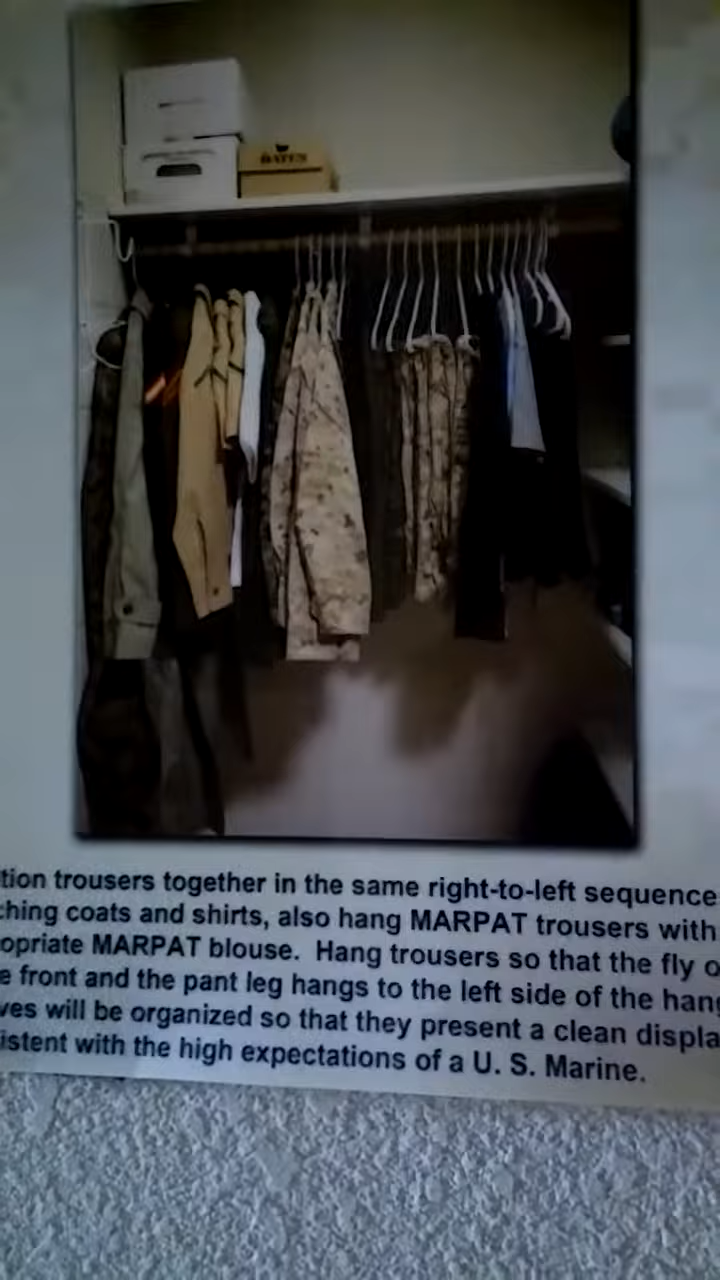 BATES
tion trousers together in the same right-to-left sequence
ching coats and shirts, also hang MARPAT trousers with
opriate MARPAT blouse. Hang trousers so that the fly o
e front and the pant leg hangs to the left side of the hang
ves will be organized so that they present a clean displa
istent with the high expectations of a U. S. Marine.